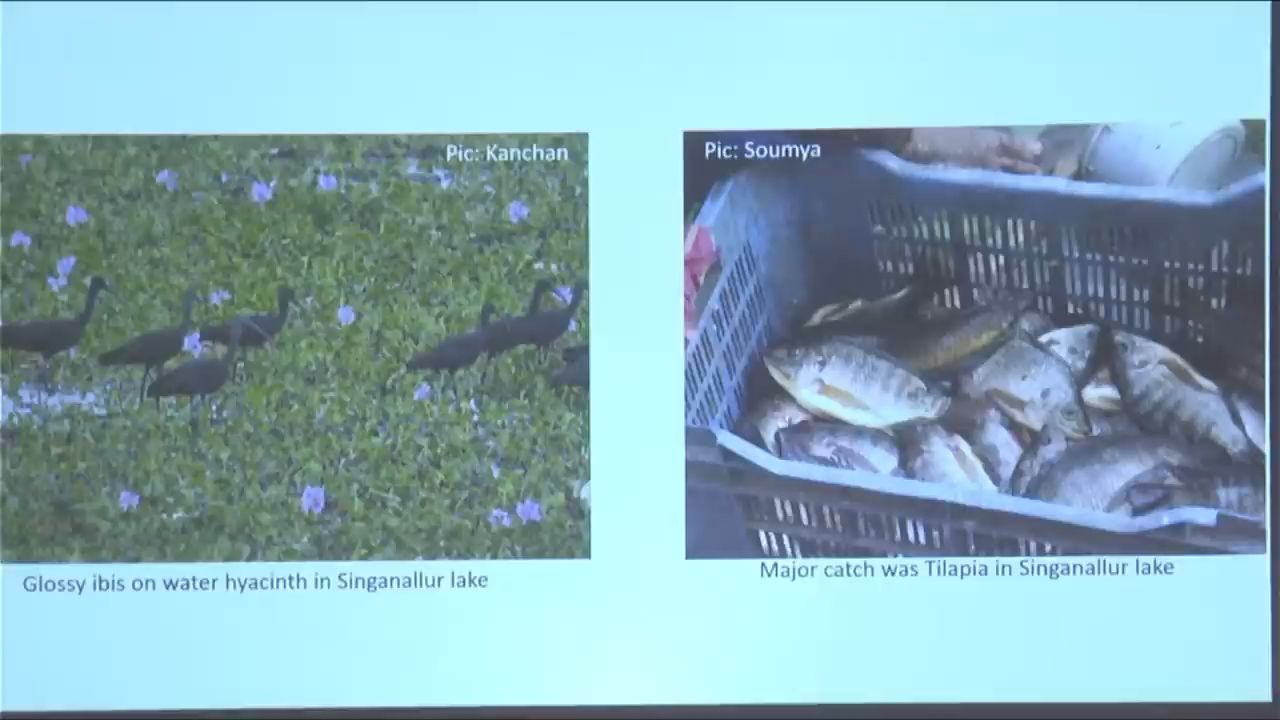 Pic: Kanchan
Pic: Soumya
Glossy ibis on water hyacinth in Singanallur lake
Major catch was Tilapia in Singanallur lake